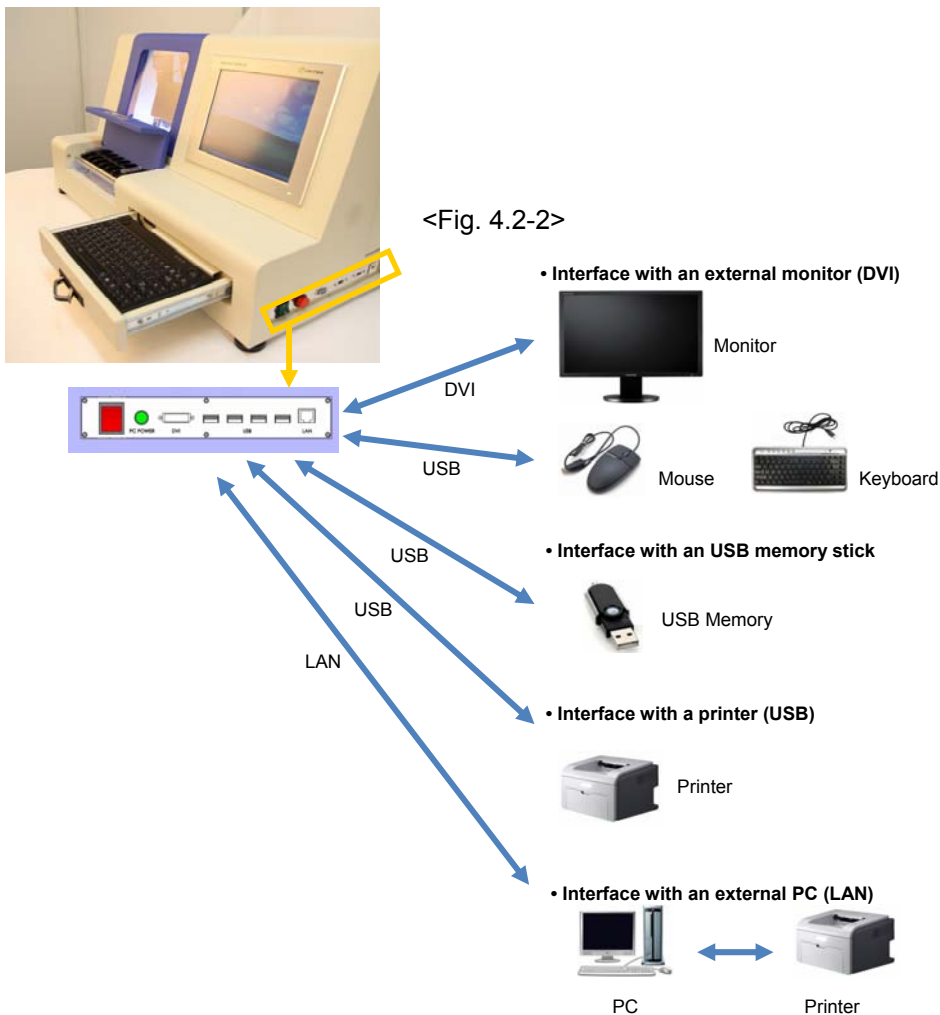 <Fig. 4.2-2>
• Interface with an external monitor (DVI)
Monitor
DVI
PC POWER
DVI
USB
LAN
USB
Mouse
Keyboard
• Interface with an USB memory stick
USB
USB Memory
USB
LAN
• Interface with a printer (USB)
Printer
• Interface with an external PC (LAN)
PC
Printer